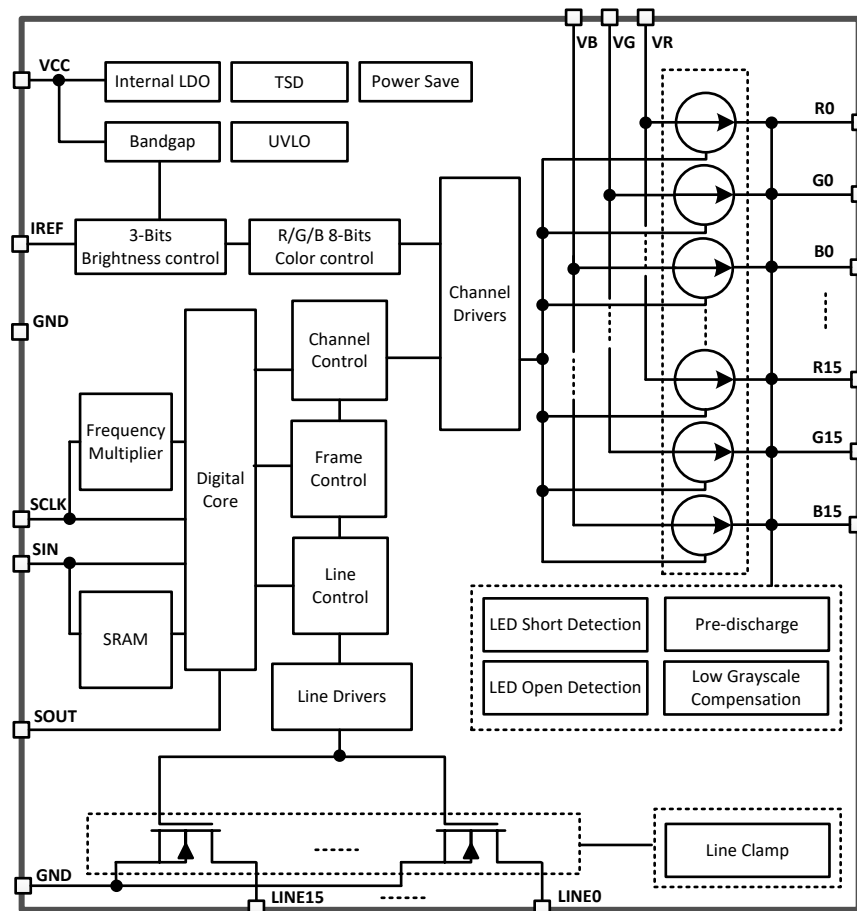 VB
VG
VR
VCC
Internal LDO
TSD
Power Save
R0
Bandgap
UVLO
G0
IREF
3-Bits
Brightness control
R/G/B 8-Bits
Color control
B0
GND
Channel
Drivers
Channel
Control
R15
Frequency
Multiplier
Digital
Core
Frame
Control
G15
SCLK
B15
SIN
Line
Control
SRAM
LED Short Detection
Pre-discharge
SOUT
Line Drivers
LED Open Detection
Low Grayscale
Compensation
Line Clamp
GND
LINE15
LINE0